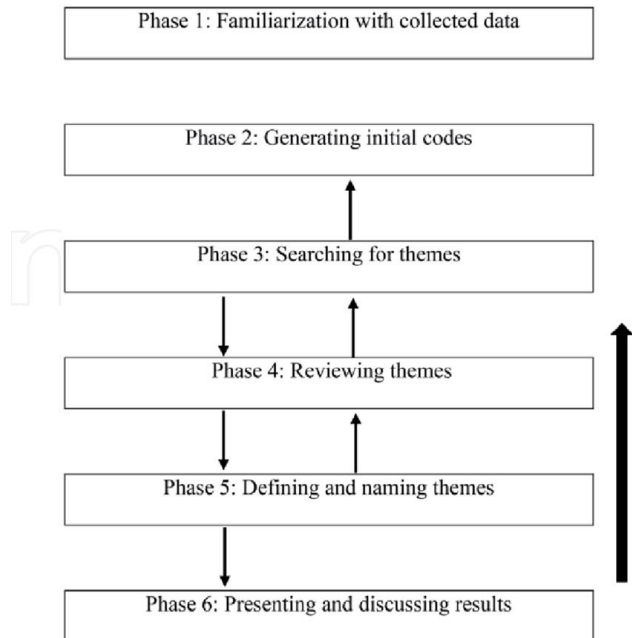 Phase 1: Familiarization with collected data
Phase 2: Generating initial codes
Phase 3: Searching for themes
Phase 4: Reviewing themes
Phase 5: Defining and naming themes
Phase 6: Presenting and discussing results